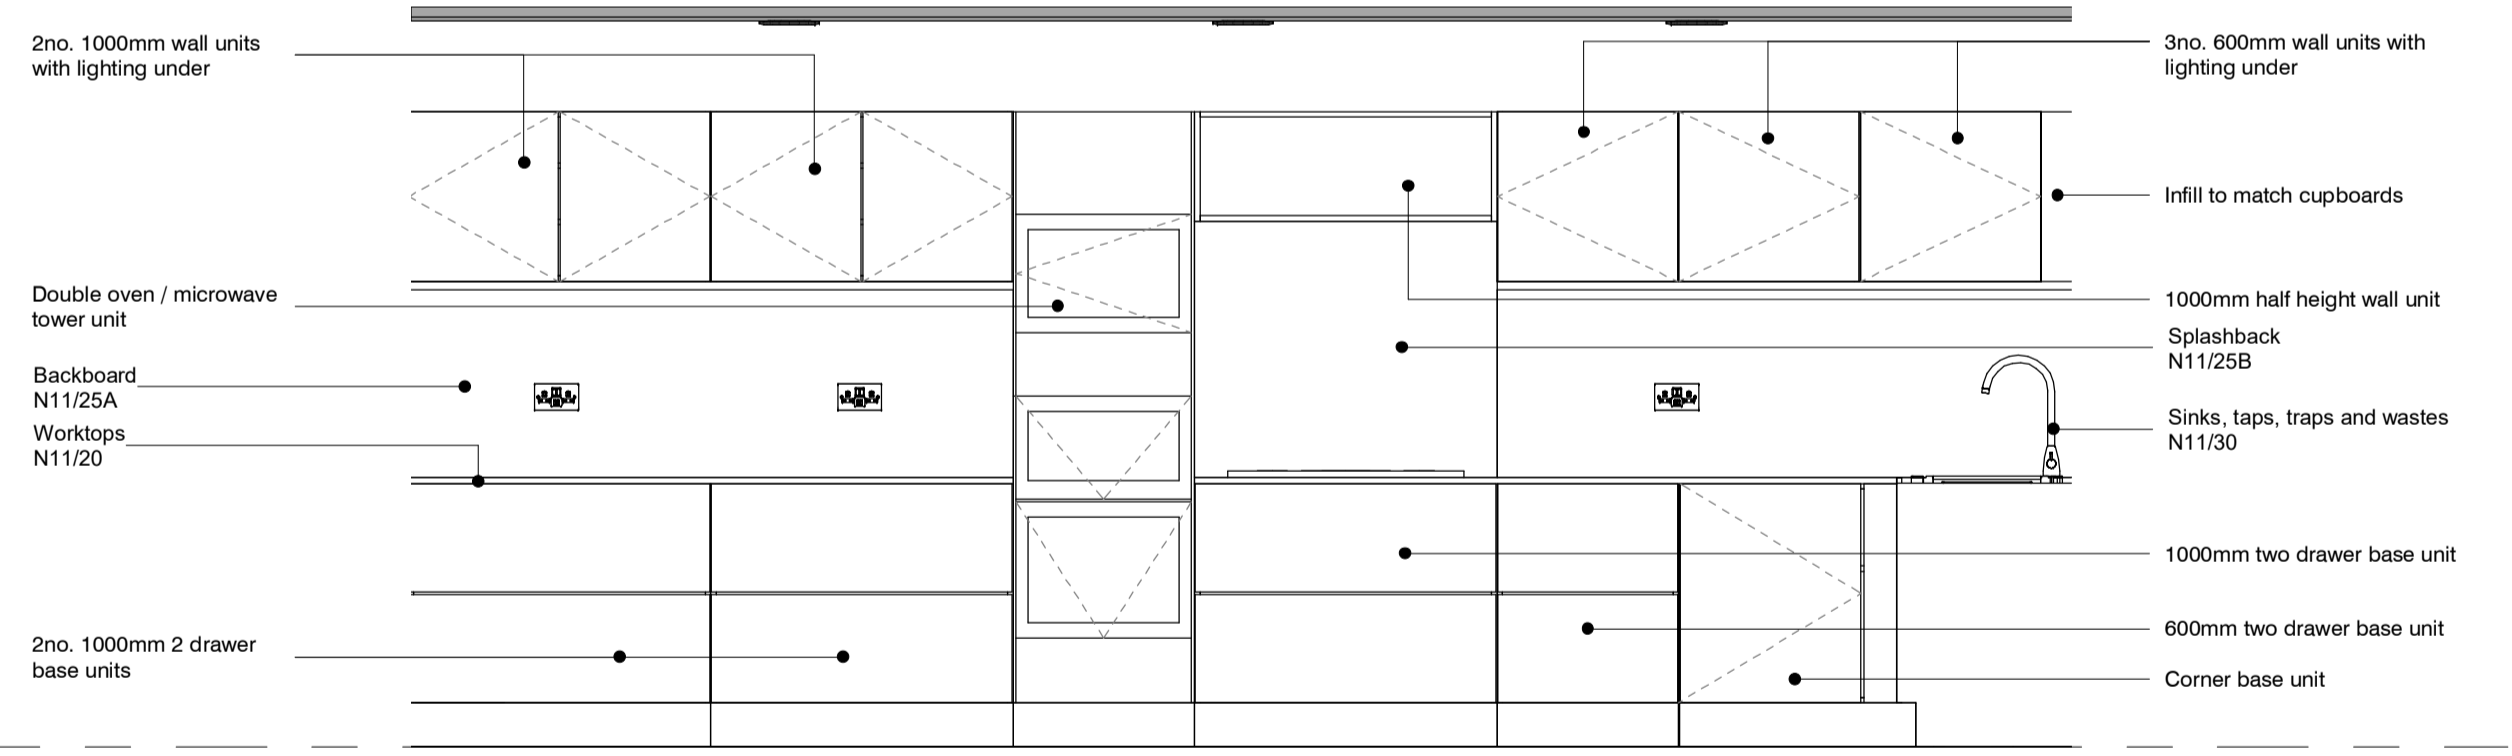 2no. 1000mm wall units
with lighting under
Double oven / microwave
tower unit
Backboard
N11/25A
Worktops
N11/20
2no. 1000mm 2 drawer
base units
3no. 600mm wall units with
lighting under
Infill to match cupboards
1000mm half height wall unit
Splashback
N11/25B
Sinks, taps, traps and wastes
N11/30
1000mm two drawer base unit
600mm two drawer base unit
Corner base unit